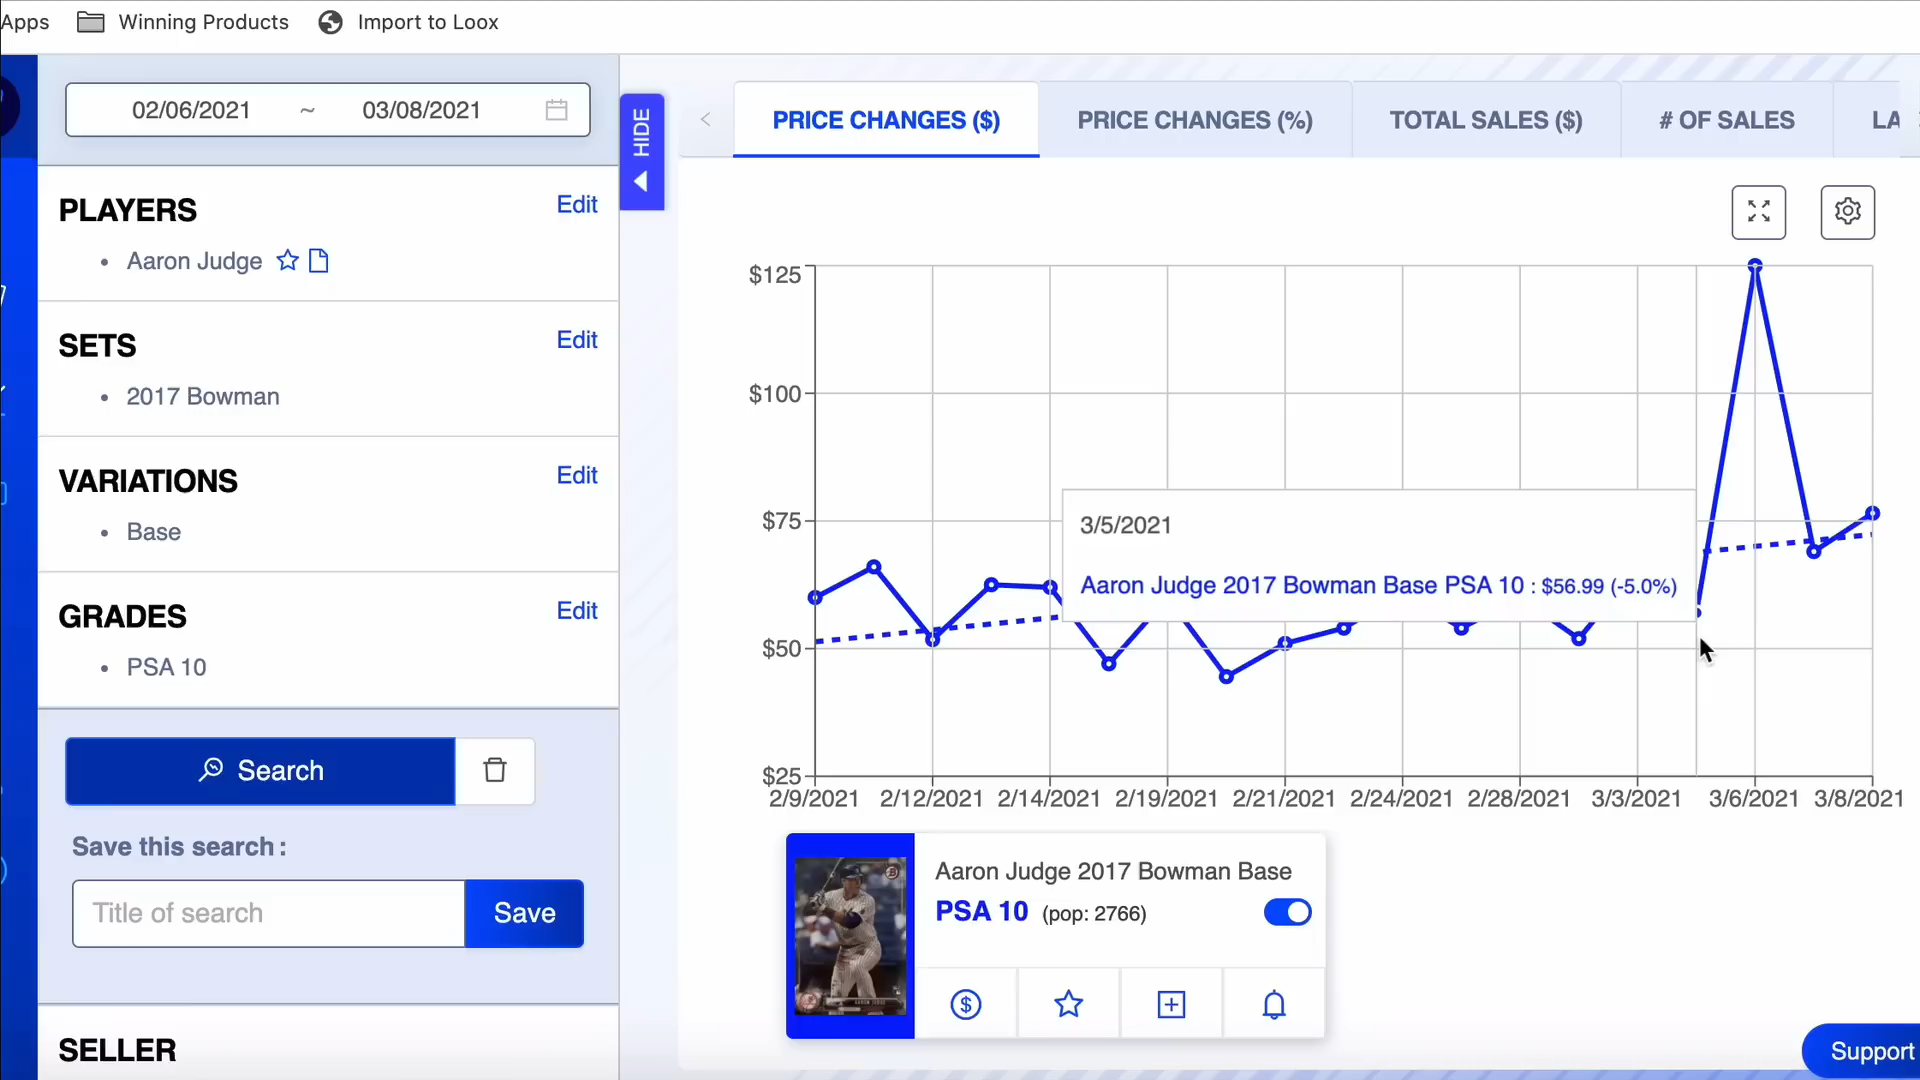 Apps Winning Products Import to Loox
02/06/2021 ~ 03/08/2021
PLAYERS Edit
Aaron Judge
SETS Edit
2017 Bowman
VARIATIONS Edit
Base
GRADES Edit
PSA 10
Search
Save this search :
Title of search Save
SELLER
HIDE
PRICE CHANGES ($) PRICE CHANGES (%) TOTAL SALES ($) # OF SALES LA
$125
$100
$75
$50
$25
3/5/2021
Aaron Judge 2017 Bowman Base PSA 10 : $56.99 (-5.0%)
2/9/2021 2/12/2021 2/14/2021 2/19/2021 2/21/2021 2/24/2021 2/28/2021 3/3/2021 3/6/2021 3/8/2021
Aaron Judge 2017 Bowman Base
PSA 10 (pop: 2766)
AARON JUDGE
Support